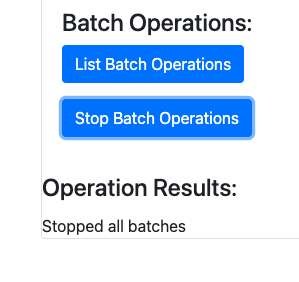 Batch Operations:
List Batch Operations
Stop Batch Operations
Operation Results:
Stopped all batches